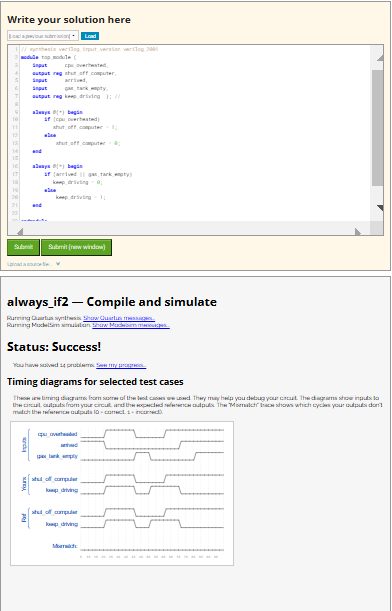 Write your solution here
[Load a previous submission]
Load
1 // synthesis verilog_input_version verilog_2001
2 module top_module (
3 input cpu_overheated,
4 output reg shut_off_computer,
5 input arrived,
6 input gas_tank_empty,
7 output reg keep_driving ); //
8
9 always @(*) begin
10 if (cpu_overheated)
11 shut_off_computer = 1;
12 else
13 shut_off_computer = 0;
14 end
15
16 always @(*) begin
17 if (arrived || gas_tank_empty)
18 keep_driving = 0;
19 else
20 keep_driving = 1;
21 end
Submit
Submit (new window)
Upload a source file...
always_if2 — Compile and simulate
Running Quartus synthesis. Show Quartus messages...
Running ModelSim simulation. Show Modelsim messages...
Status: Success!
You have solved 14 problems. See my progress...
Timing diagrams for selected test cases
These are timing diagrams from some of the test cases we used. They may help you debug your circuit. The diagrams show inputs to
the circuit, outputs from your circuit, and the expected reference outputs. The "Mismatch" trace shows which cycles your outputs don't
match the reference outputs (0 = correct, 1 = incorrect).
Inputs
cpu_overheated
arrived
gas_tank_empty
Yours
shut_off_computer
keep_driving
Ref
shut_off_computer
keep_driving
Mismatch